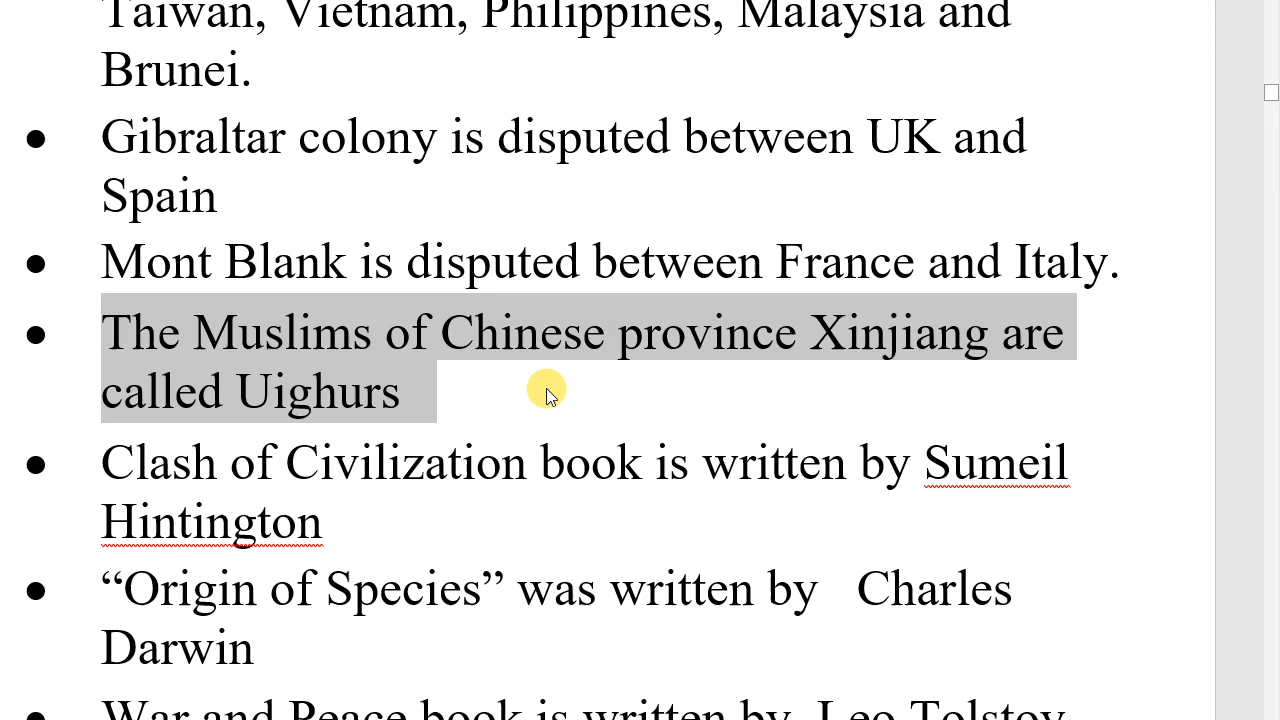 Taiwan, Vietnam, Philippines, Malaysia and
Brunei.
• Gibraltar colony is disputed between UK and
Spain
• Mont Blank is disputed between France and Italy.
• The Muslims of Chinese province Xinjiang are
called Uighurs
• Clash of Civilization book is written by Sumeil
Hintington
• “Origin of Species” was written by Charles
Darwin
• War and Peace book is written by Leo Tolstoy